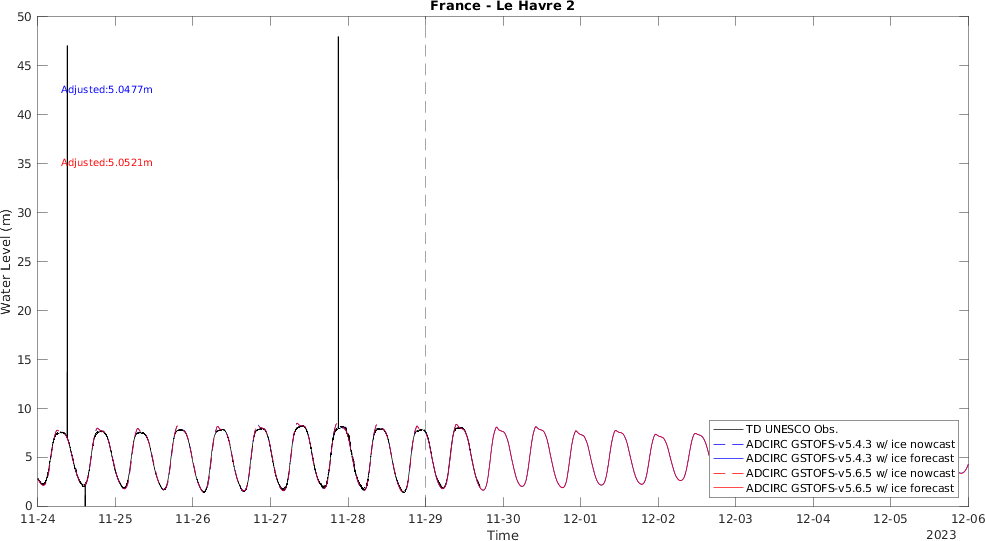 France - Le Havre 2
50
45
40
35
30
25
20
15
10
5
0
Water Level (m)
Adjusted:5.0477m
Adjusted:5.0521m
TD UNESCO Obs.
ADCIRC GSTOFS-v5.4.3 w/ ice nowcast
ADCIRC GSTOFS-v5.4.3 w/ ice forecast
ADCIRC GSTOFS-v5.6.5 w/ ice nowcast
ADCIRC GSTOFS-v5.6.5 w/ ice forecast
11-24 11-25 11-26 11-27 11-28 11-29 11-30 12-01 12-02 12-03 12-04 12-05 12-06
Time
2023